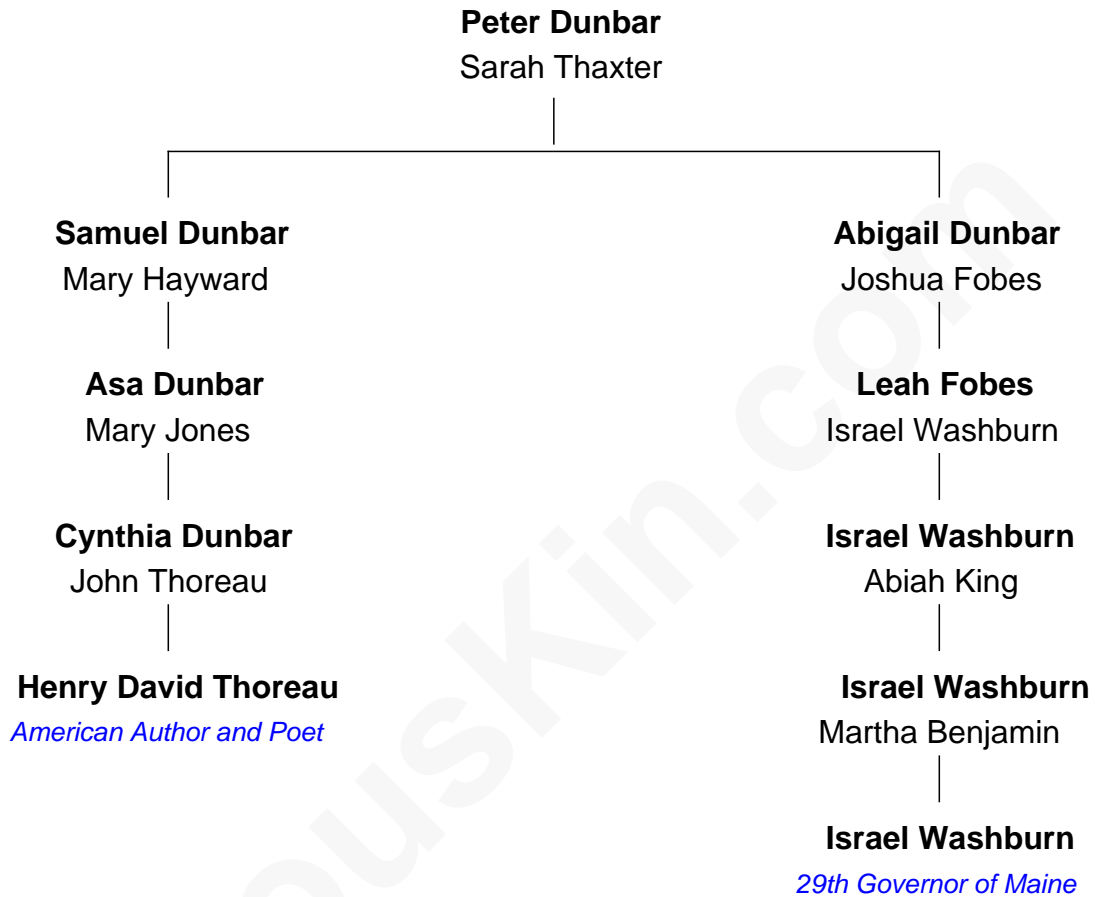 Peter Dunbar
Sarah Thaxter
Samuel Dunbar
Mary Hayward
Asa Dunbar
Mary Jones
Cynthia Dunbar
John Thoreau
Henry David Thoreau
American Author and Poet
Abigail Dunbar
Joshua Fobes
Leah Fobes
Israel Washburn
Israel Washburn
Abiah King
Israel Washburn
Martha Benjamin
Israel Washburn
29th Governor of Maine
ousKin.com